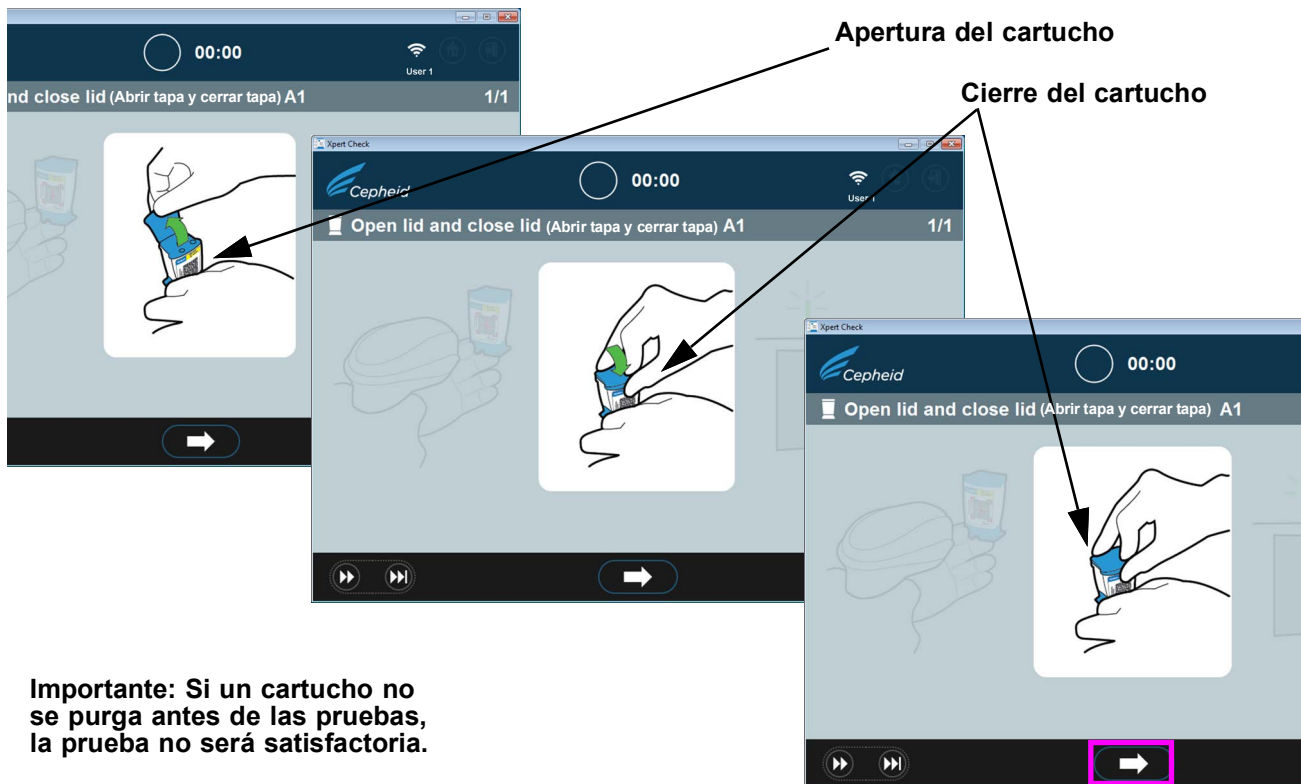 Apertura del cartucho
Cierre del cartucho
00:00
User 1
nd close lid (Abrir tapa y cerrar tapa) A1 1/1
Xpert Check
Cepheid
00:00
User 1
Open lid and close lid (Abrir tapa y cerrar tapa) A1 1/1
Xpert Check
Cepheid
00:00
Open lid and close lid (Abrir tapa y cerrar tapa) A1
Importante: Si un cartucho no
se purga antes de las pruebas,
la prueba no será satisfactoria.